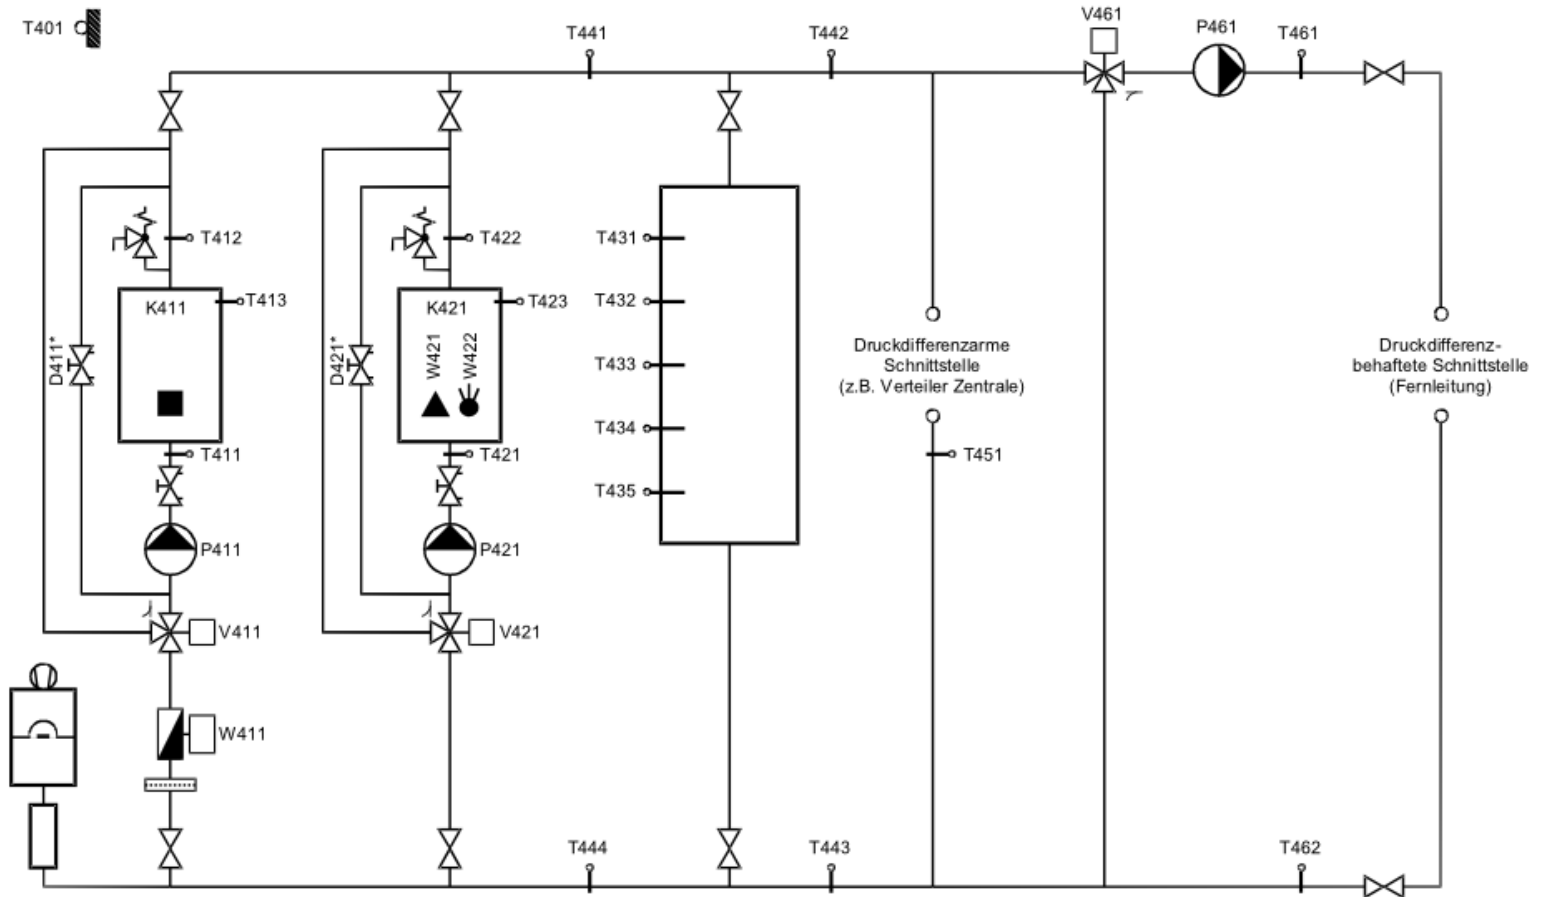 T401
T441
T442
V461
P461
T461
T412
T422
T431
K411
T413
K421
T423
T432
D411*
D421*
W421
W422
T433
Druckdifferenzarme
Schnittstelle
(z.B. Verteiler Zentrale)
Druckdifferenz-
behaftete Schnittstelle
(Fernleitung)
T434
T411
T421
T451
T435
P411
P421
V411
V421
W411
T444
T443
T462